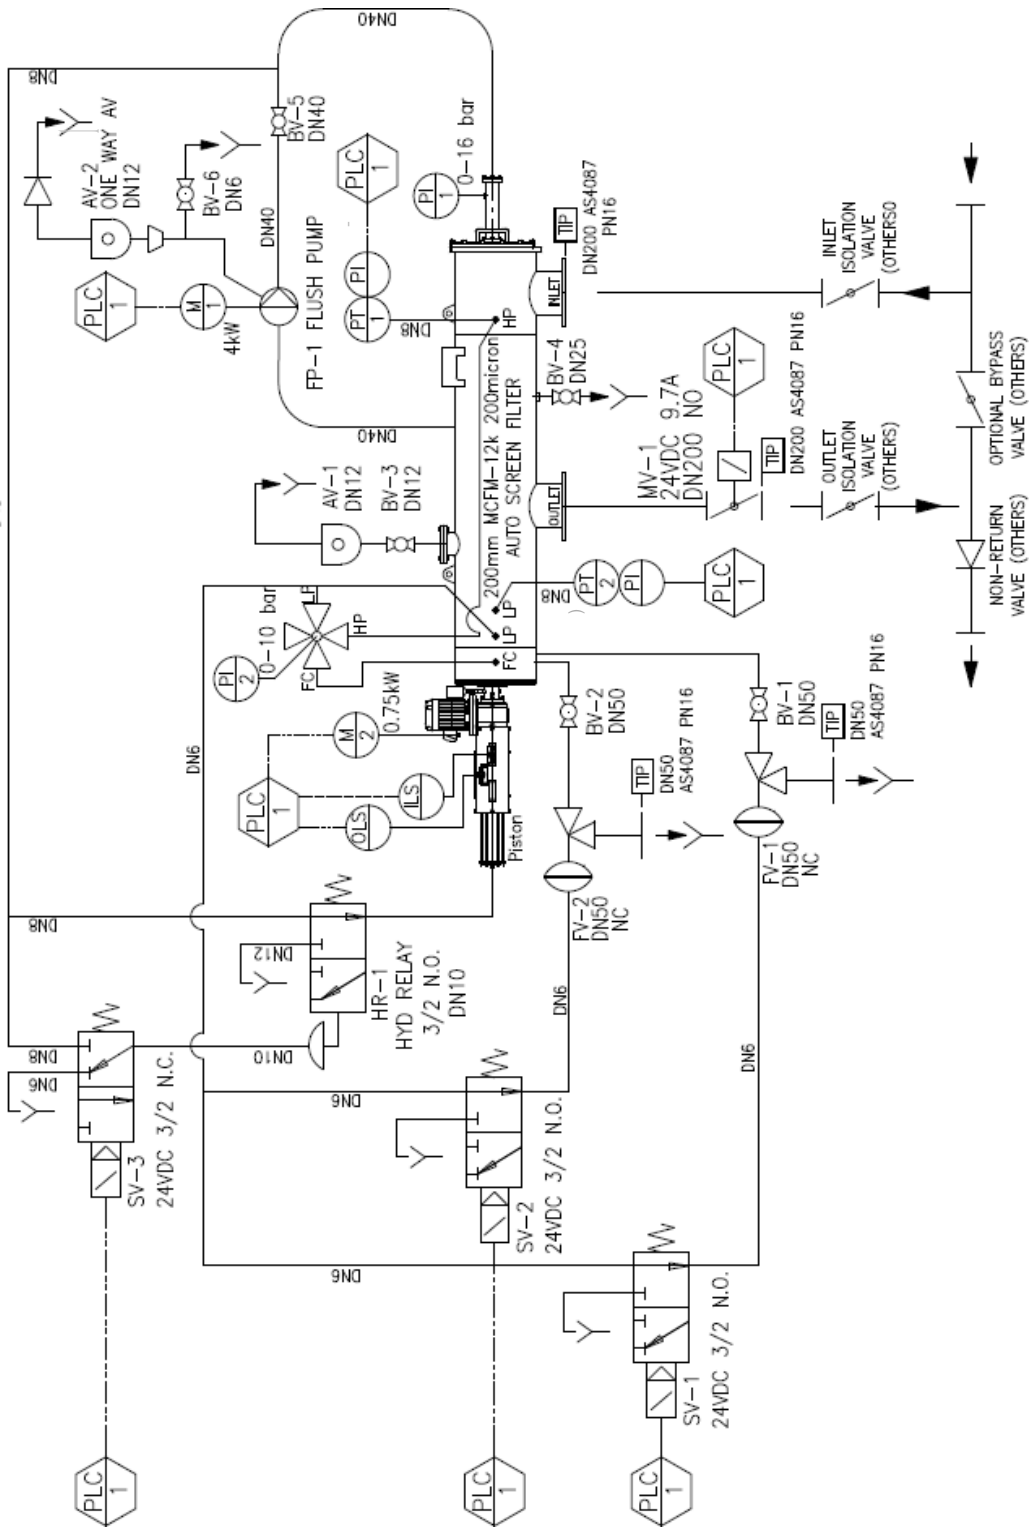 DN40
DN8
AV-2
ONE WAY AV
DN12
BV-6
DN6
BV-5
DN40
DN40
PLC
1
M
1
4kW
FP-1 FLUSH PUMP
PLC
1
PT
1
PI
DN8
PI
1
0-16 bar
TIP
DN200 AS4087
PN16
INLET
HP
DN40
BV-4
DN25
200mm MCFM-12k 200micron
AUTO SCREEN FILTER
OUTLET
AV-1
DN12
BV-3
DN12
MV-1
24VDC 9.7A
DN200 NO
PLC
1
TIP
DN200 AS4087 PN16
INLET
ISOLATION
VALVE
(OTHERS0
OUTLET
ISOLATION
VALVE
(OTHERS)
OPTIONAL BYPASS
VALVE (OTHERS)
NON-RETURN
VALVE (OTHERS)
LP
LP
FC
DN8
PT
2
PI
PLC
1
PI
2
0-10 bar
LP
HP
FC
DN6
M
2
0.75kW
PLC
1
ILS
OLS
Piston
BV-2
DN50
TIP
DN50
AS4087 PN16
FV-2
DN50
NC
BV-1
DN50
TIP
DN50
AS4087 PN16
FV-1
DN50
NC
DN8
DN12
HR-1
HYD RELAY
3/2 N.O.
DN10
DN10
DN8
DN6
SV-3
24VDC 3/2 N.C.
DN6
DN6
SV-2
24VDC 3/2 N.O.
DN6
DN6
SV-1
24VDC 3/2 N.O.
PLC
1
PLC
1
PLC
1